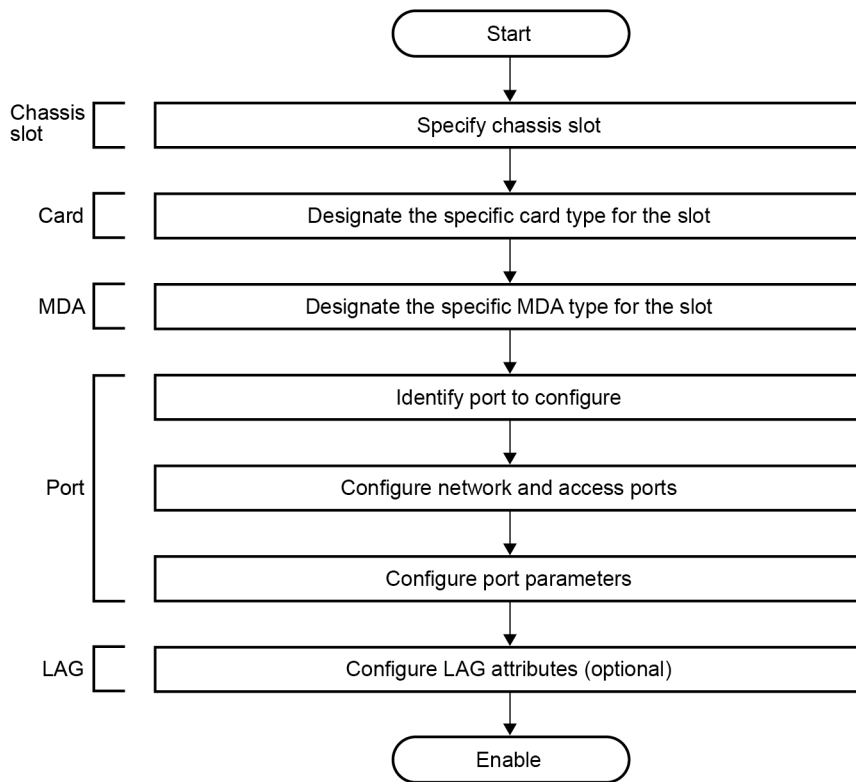 Start
Chassis
slot
Specify chassis slot
Card
Designate the specific card type for the slot
MDA
Designate the specific MDA type for the slot
Port
Identify port to configure
Configure network and access ports
Configure port parameters
LAG
Configure LAG attributes (optional)
Enable